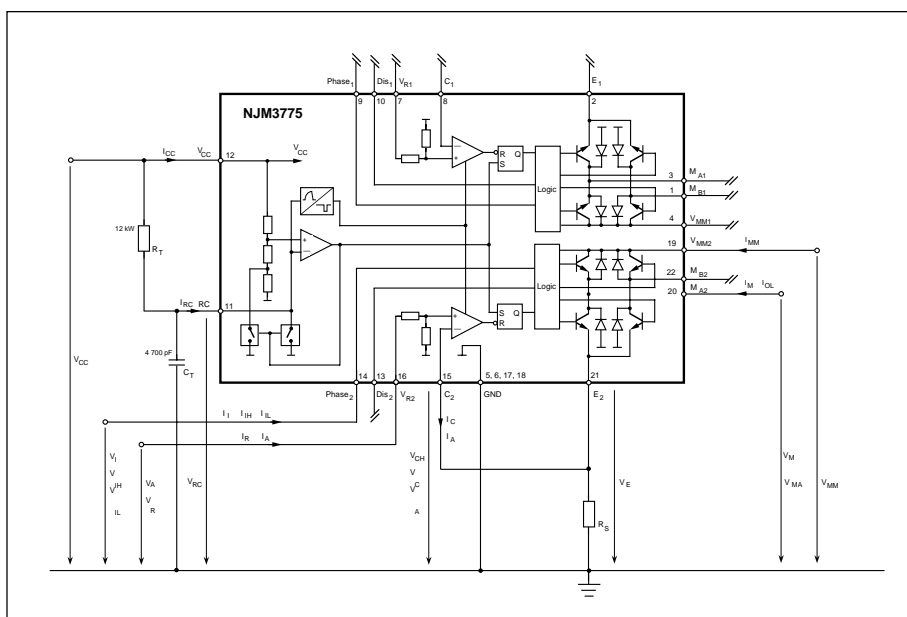 Phase1 Dis1 VR1 C1 E1
9 10 7 8 2
NJM3775
ICC VCC 12 VCC
R Q
S
Logic
3 MA1
1 MB1
4 VMM1
12 kW RT
+
–
–
+
19 VMM2 IMM
22 MB2 IM IOL
20 MA2
Logic
IRC RC 11
S Q
R
+
–
4 700 pF CT
VCC
14 13 16 15 5, 6, 17, 18 21
Phase2 Dis2 VR2 C2 GND E2
II IIH IIL
IR IA
IC
IA
VI
V
VIH
IL
VA
V
R
VRC
VCH
V
VC
A
VE
RS
VM
VMA
VMM